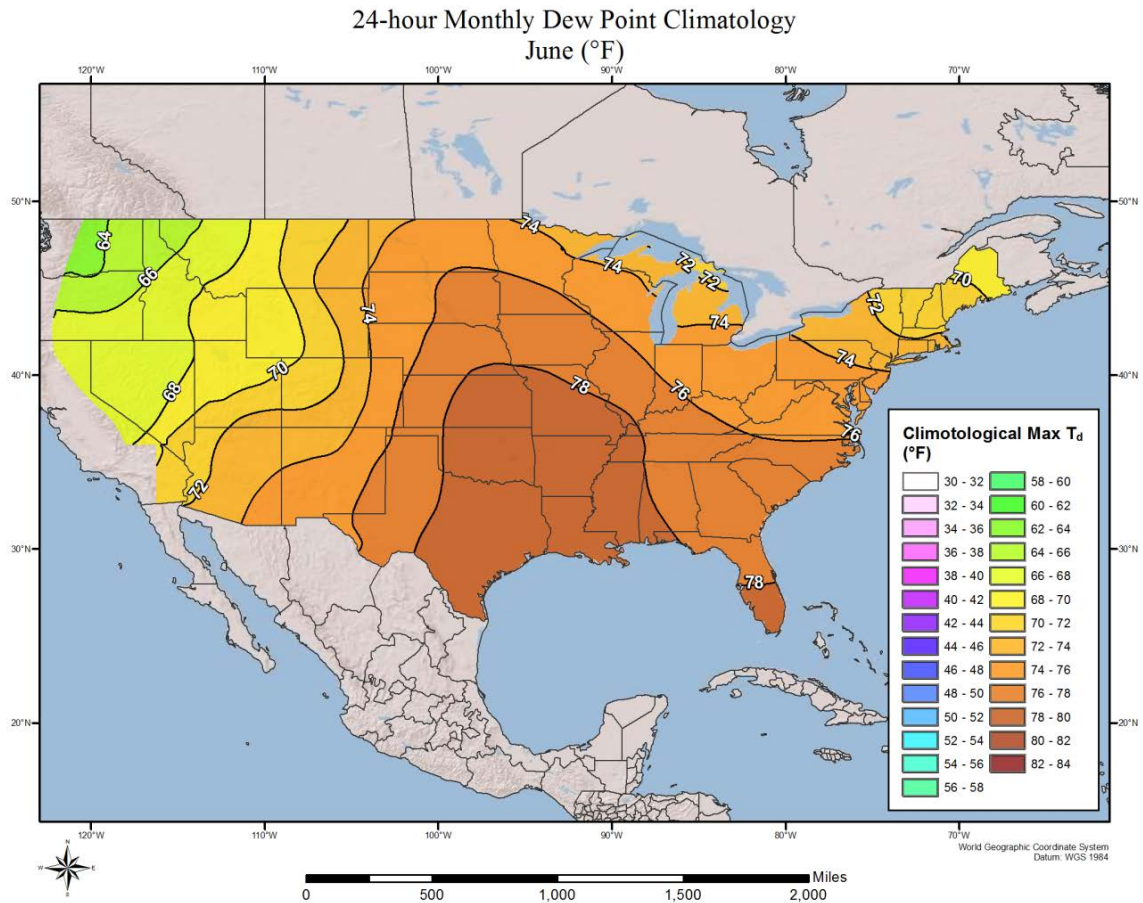 24-hour Monthly Dew Point Climatology
June (°F)
120°W 110°W 100°W 90°W 80°W 70°W
50°N 50°N
74
64
72
66
74
72
70
72
74
74
74
40°N 70 78 40°N
68
76
76
72
30°N 30°N
78
20°N 20°N
Climotological Max Td
(°F)
30 - 32 58 - 60
32 - 34 60 - 62
34 - 36 62 - 64
36 - 38 64 - 66
38 - 40 66 - 68
40 - 42 68 - 70
42 - 44 70 - 72
44 - 46 72 - 74
46 - 48 74 - 76
48 - 50 76 - 78
50 - 52 78 - 80
52 - 54 80 - 82
54 - 56 82 - 84
56 - 58
120°W 110°W 100°W 90°W 80°W 70°W
World Geographic Coordinate System
Datum: WGS 1984
N
W E
S
Miles
0 500 1,000 1,500 2,000